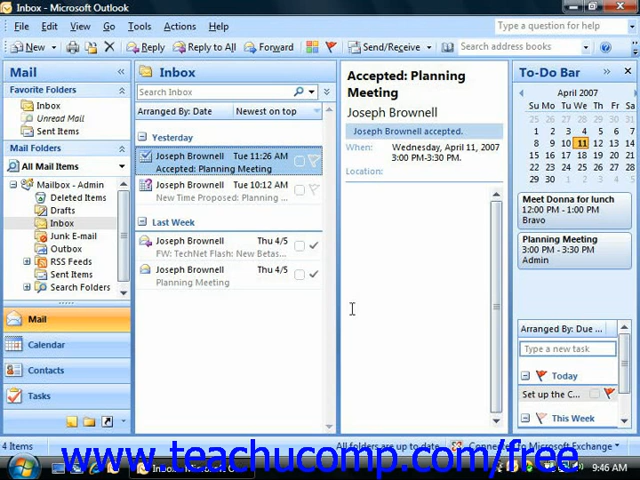 Inbox - Microsoft Outlook
File Edit View Go Tools Actions Help
Type a question for help
New Reply Reply to All Forward Send/Receive Search address books
Mail
Favorite Folders
Inbox
Unread Mail
Sent Items
Mail Folders
All Mail Items
Mailbox - Admin
Deleted Items
Drafts
Inbox
Junk E-mail
Outbox
RSS Feeds
Sent Items
Search Folders
Mail
Calendar
Contacts
Tasks
Inbox
Search Inbox
Arranged By: Date Newest on top
Yesterday
Joseph Brownell Tue 11:26 AM
Accepted: Planning Meeting
Joseph Brownell Tue 10:12 AM
New Time Proposed: Planning ...
Last Week
Joseph Brownell Thu 4/5
FW: TechNet Flash: New Betas...
Joseph Brownell Thu 4/5
Planning Meeting
Accepted: Planning
Meeting
Joseph Brownell
Joseph Brownell accepted.
When: Wednesday, April 11, 2007
3:00 PM-3:30 PM.
Location:
To-Do Bar
April 2007
Su Mo Tu We Th Fr Sa
25 26 27 28 29 30 31
1 2 3 4 5 6 7
8 9 10 11 12 13 14
15 16 17 18 19 20 21
22 23 24 25 26 27 28
29 30
Meet Donna for lunch
12:00 PM - 1:00 PM
Bravo
Planning Meeting
3:00 PM - 3:30 PM
Admin
Arranged By: Due ...
Type a new task
Today
Set up the C...
This Week
4 Items All folders are up to date. Connected to Microsoft Exchange
www.teachucomp.com/free
9:46 AM